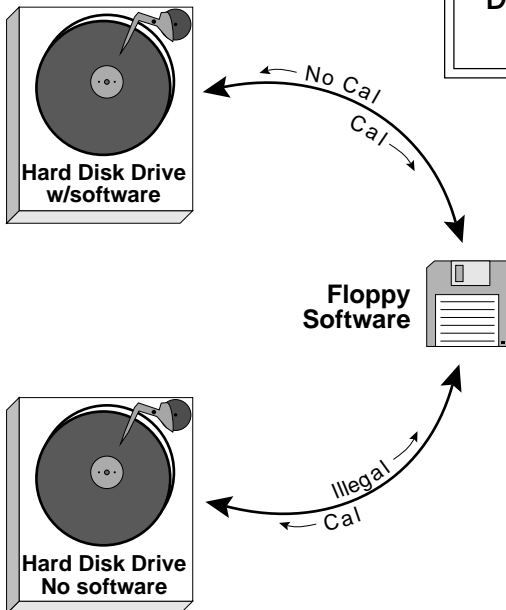 D
No Cal
Cal
Hard Disk Drive
w/software
Floppy
Software
Illegal
Cal
Hard Disk Drive
No software